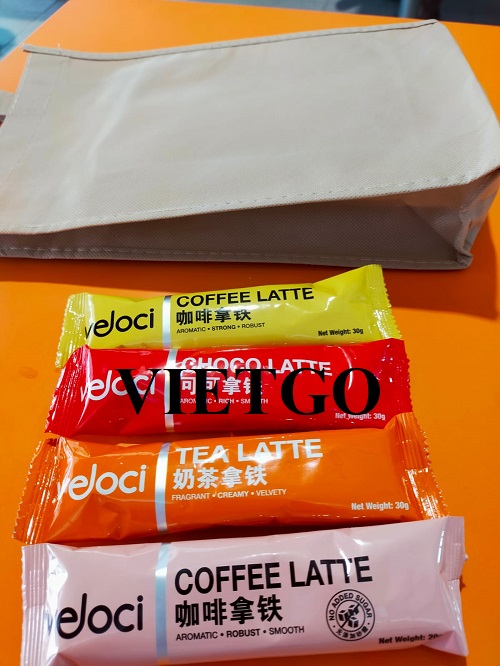 veloci
COFFEE LATTE
咖啡拿铁
AROMATIC • STRONG • ROBUST
Net Weight: 30g
veloci
CHOCO LATTE
可可拿铁
AROMATIC • RICH • SMOOTH
Net Weight: 30g
VIETGO
veloci
TEA LATTE
奶茶拿铁
FRAGRANT • CREAMY • VELVETY
Net Weight: 30g
veloci
COFFEE LATTE
咖啡拿铁
AROMATIC • ROBUST • SMOOTH
NO ADDED SUGAR
Net Weight: